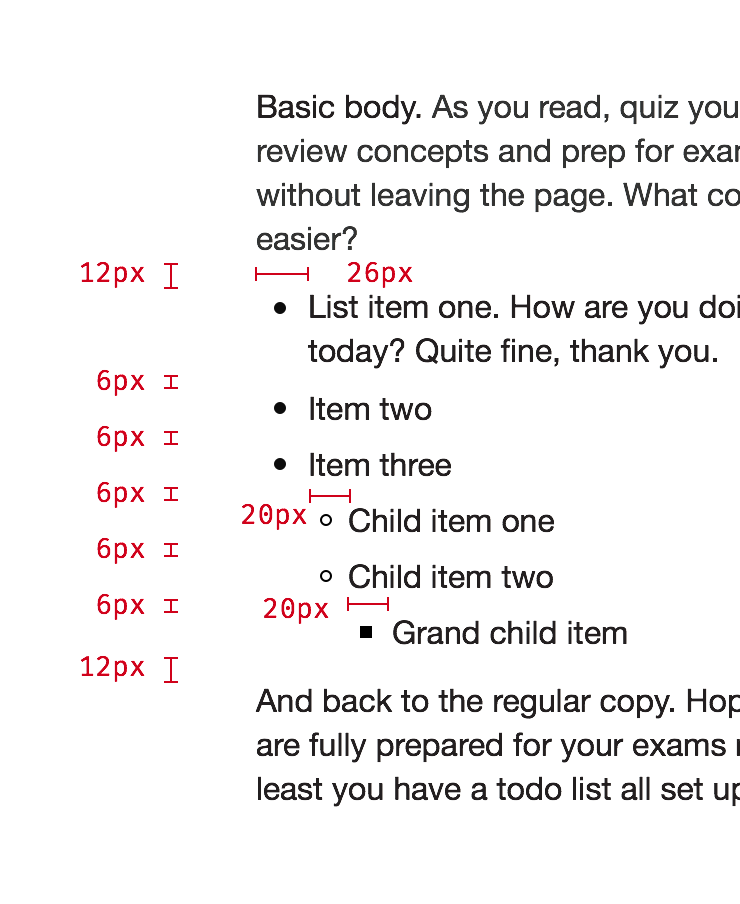 Basic body. As you read, quiz you
review concepts and prep for exar
without leaving the page. What co
easier?
12px 26px
• List item one. How are you doi
today? Quite fine, thank you.
6px
• Item two
6px
• Item three
6px
20px ○ Child item one
6px
○ Child item two
6px 20px
■ Grand child item
12px
And back to the regular copy. Hop
are fully prepared for your exams
least you have a todo list all set up